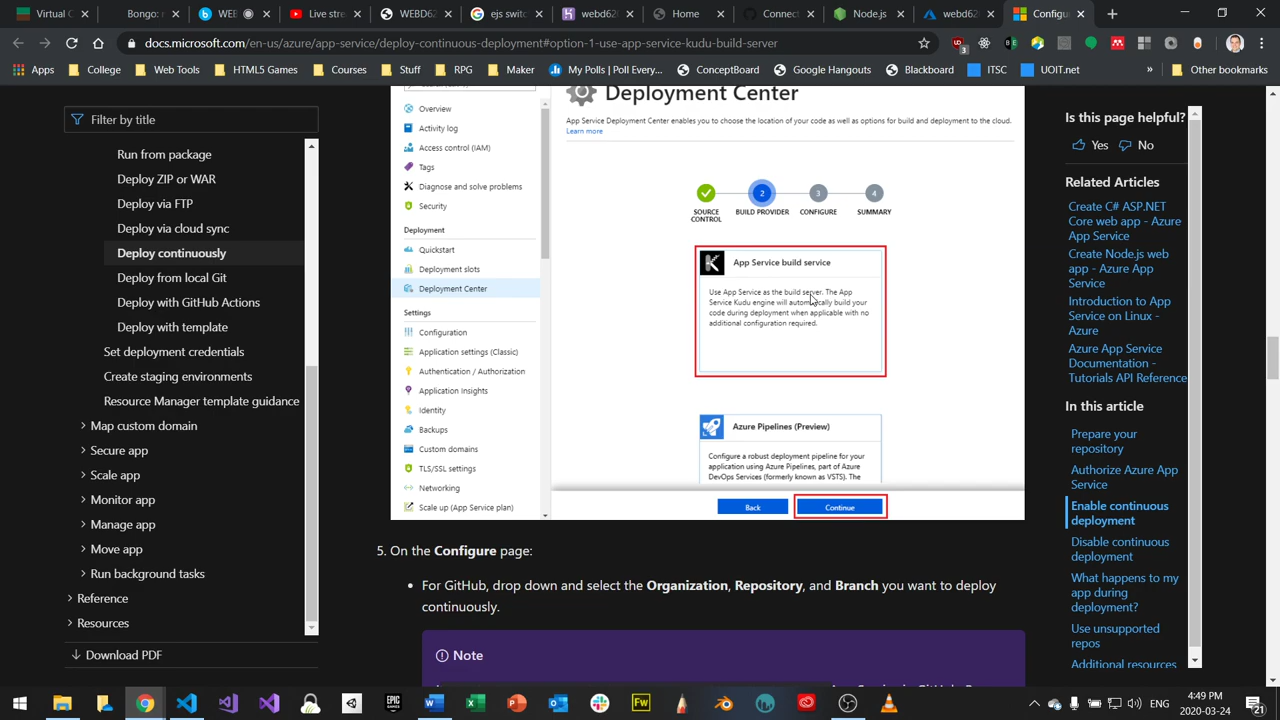 WEBD6
Bongo: r
WEB
Livestre
WEBD62
ejs switc
webd620
Home
Connect
Node.js
webd62
Configu
docs.microsoft.com/en-us/azure/app-service/deploy-continuous-deployment#option-1-use-app-service-kudu-build-server
Apps
College
Web Tools
HTML Resources
Courses
Stuff
RPG
Maker
My Polls | Poll Eve...
ConceptBoard
Google Hangouts
Blackboard
ITSC
UOIT.net
»
Other bookmarks
Filter by title
Run from package
Deploy ZIP or WAR
Deploy via FTP
Deploy via cloud sync
Deploy continuously
Deploy from local Git
Deploy with GitHub Actions
Deploy with template
Set deployment credentials
Create staging environments
Resource Manager template guidance
Map custom domain
Secure app
Scale app
Monitor app
Manage app
Move app
Run background tasks
Reference
Resources
Download PDF
Overview
Activity log
Access control (IAM)
Tags
Diagnose and solve problems
Security
Deployment
Quickstart
Deployment slots
Deployment Center
Settings
Configuration
Application settings (Classic)
Authentication / Authorization
Application Insights
Identity
Backups
Custom domains
TLS/SSL settings
Networking
Scale up (App Service plan)
Deployment Center
App Service Deployment Center enables you to choose the location of your code as well as options for build and deployment to the cloud.
Learn more
2
3
4
SOURCE
CONTROL
BUILD PROVIDER
CONFIGURE
SUMMARY
App Service build service
Use App Service as the build server. The App
Service Kudu engine will automatically build your
code during deployment when applicable with no
additional configuration required.
Azure Pipelines (Preview)
Configure a robust deployment pipeline for your
application using Azure Pipelines, part of Azure
DevOps Services (formerly known as VSTS). The
Back
Continue
5. On the Configure page:
• For GitHub, drop down and select the Organization, Repository, and Branch you want to deploy
continuously.
Note
Is this page helpful?
Yes
No
Related Articles
Create C# ASP.NET
Core web app - Azure
App Service
Create Node.js web
app - Azure App
Service
Introduction to App
Service on Linux -
Azure
Azure App Service
Documentation -
Tutorials API Reference
In this article
Prepare your
repository
Authorize Azure App
Service
Enable continuous
deployment
Disable continuous
deployment
What happens to my
app during
deployment?
Use unsupported
repos
Additional resources
ENG
4:49 PM
2020-03-24
21